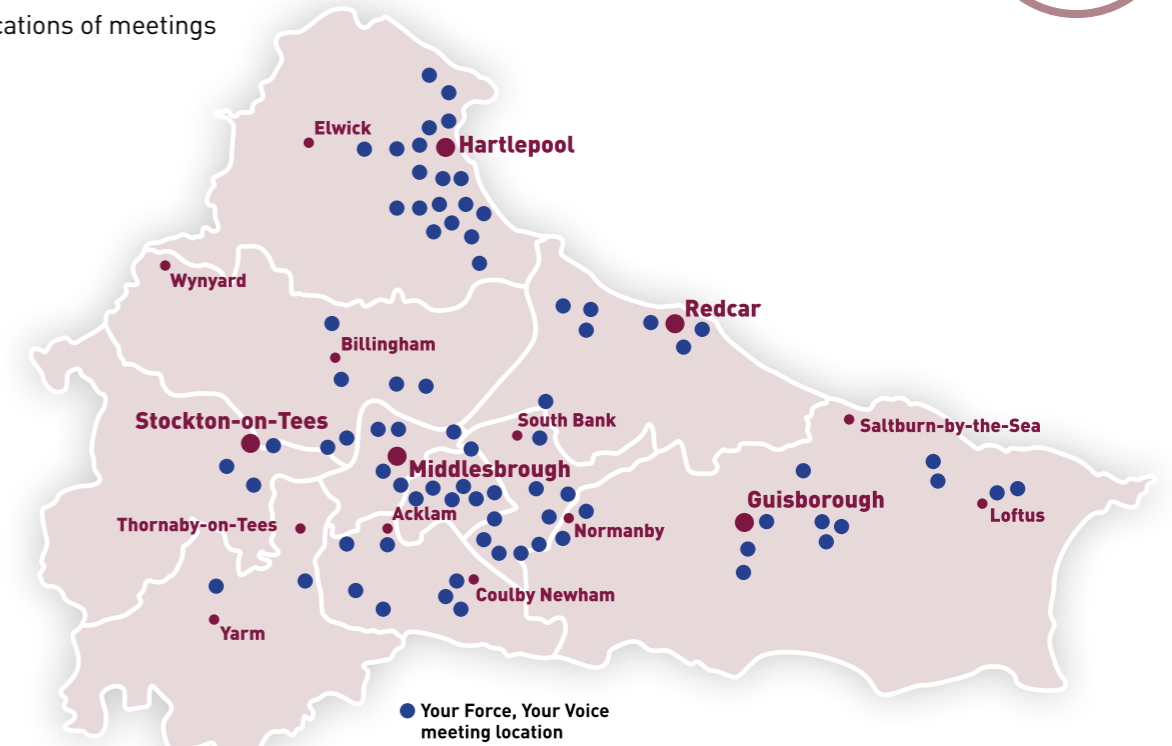 cations of meetings
Elwick
Hartlepool
Wynyard
Redcar
Billingham
Stockton-on-Tees
South Bank
Saltburn-by-the-Sea
Middlesbrough
Guisborough
Acklam
Loftus
Thornaby-on-Tees
Normanby
Coulby Newham
Yarm
Your Force, Your Voice
meeting location